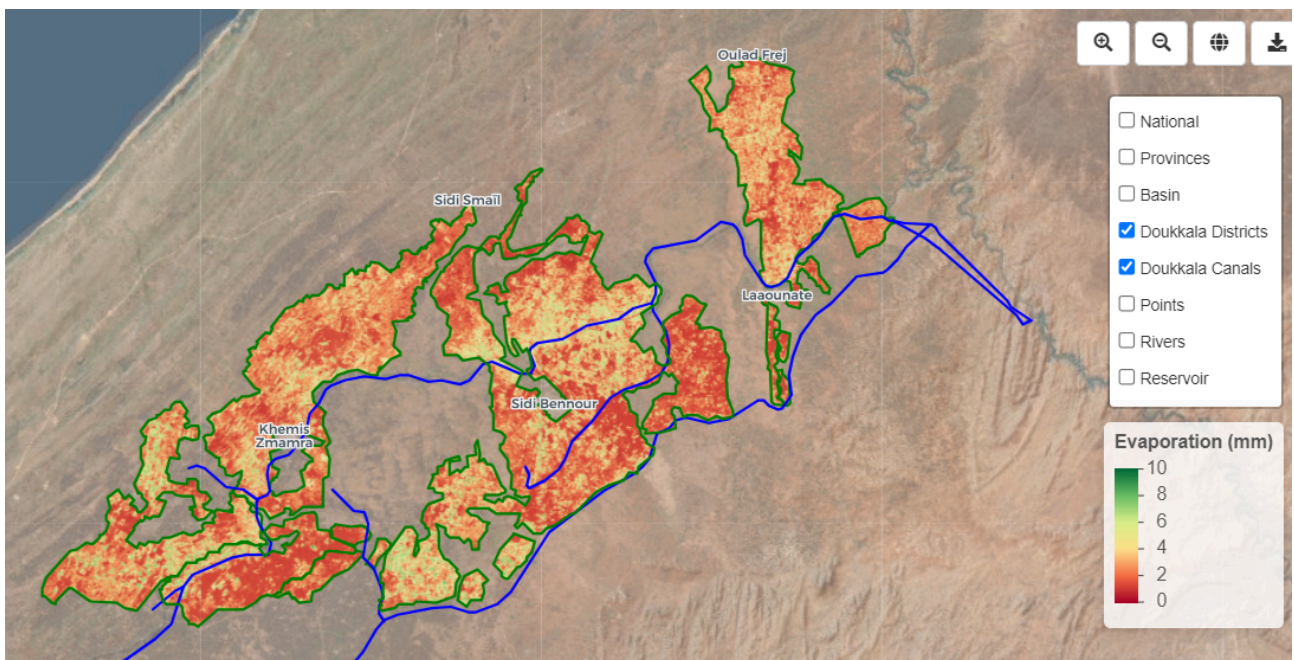 Oulad Frej
Sidi Smaïl
Laaounate
Sidi Bennour
Khemis
Zmamra
National
Provinces
Basin
Doukkala Districts
Doukkala Canals
Points
Rivers
Reservoir
Evaporation (mm)
10
8
6
4
2
0